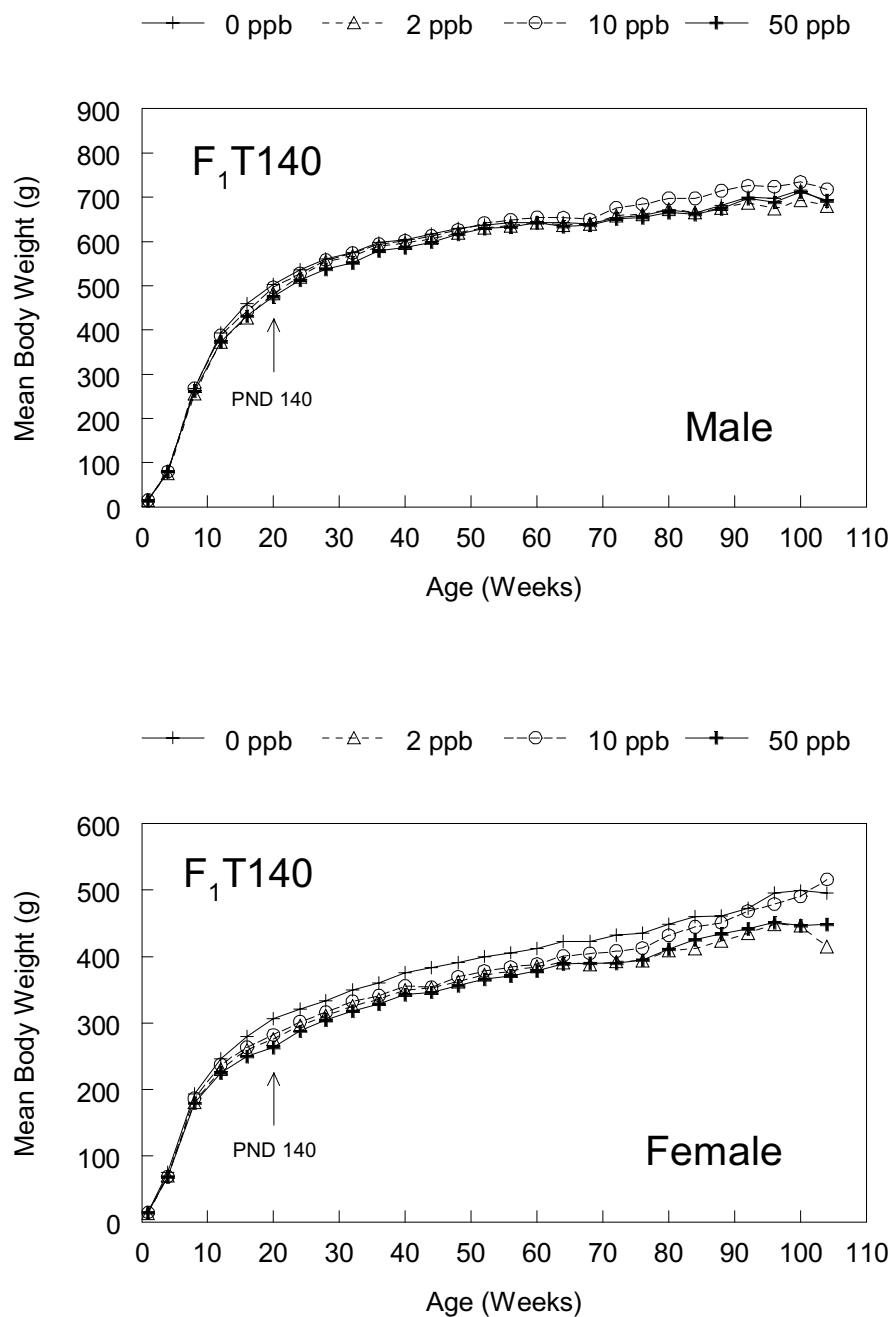 0 ppb 2 ppb 10 ppb 50 ppb
900
800
700
600
500
400
300
200
100
0
Mean Body Weight (g)
F1T140
PND 140
Male
0 10 20 30 40 50 60 70 80 90 100 110
Age (Weeks)
0 ppb 2 ppb 10 ppb 50 ppb
600
500
400
300
200
100
0
Mean Body Weight (g)
F1T140
PND 140
Female
0 10 20 30 40 50 60 70 80 90 100 110
Age (Weeks)